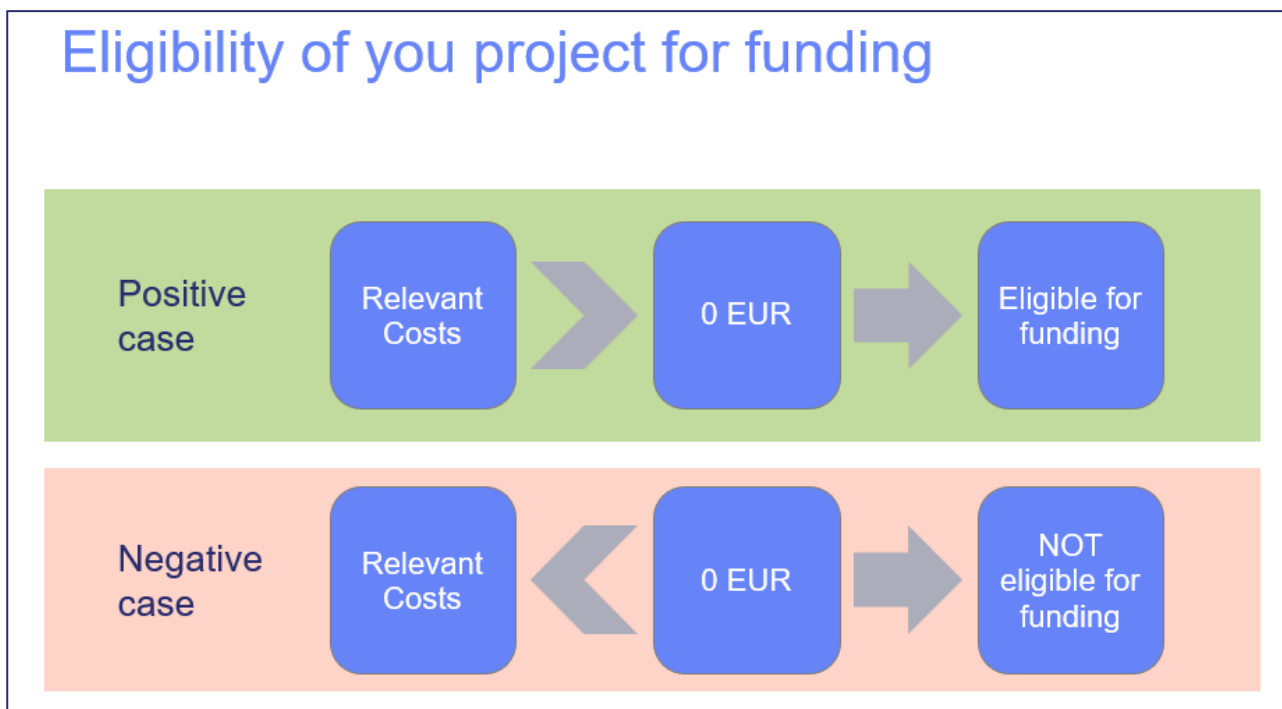 Eligibility of you project for funding
Positive
case
Relevant
Costs
0 EUR
Eligible for
funding
Negative
case
Relevant
Costs
0 EUR
NOT
eligible for
funding